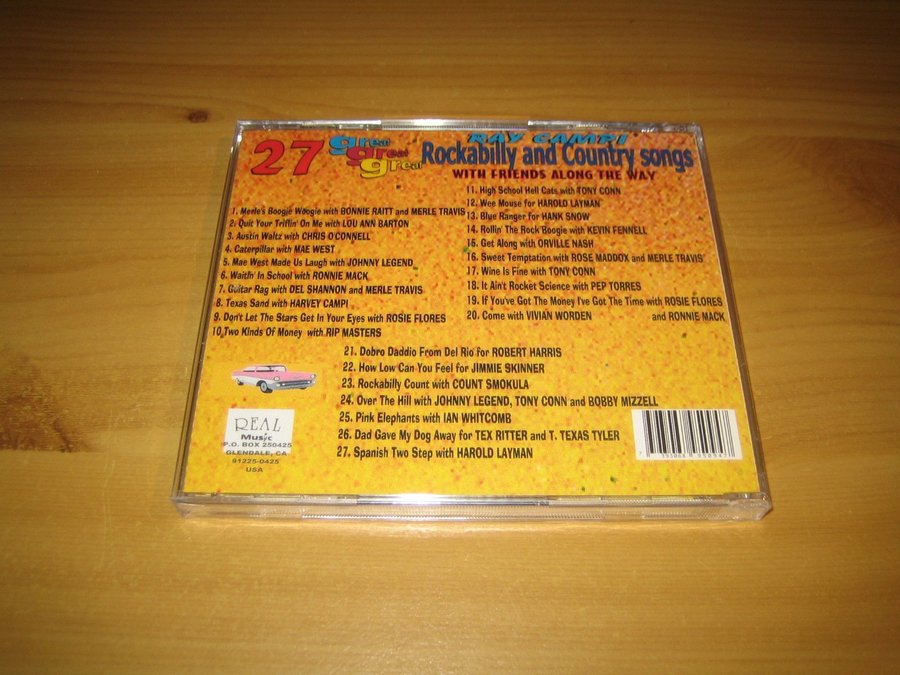 27 great great great
RAY CAMPI
Rockabilly and Country songs
WITH FRIENDS ALONG THE WAY
1. Merle's Boogie Woogie with BONNIE RAITT and MERLE TRAVIS
2. Quit Your Triflin' On Me with LOU ANN BARTON
3. Austin Waltz with CHRIS O'CONNELL
4. Caterpillar with MAE WEST
5. Mae West Made Us Laugh with JOHNNY LEGEND
6. Waitin' In School with RONNIE MACK
7. Guitar Rag with DEL SHANNON and MERLE TRAVIS
8. Texas Sand with HARVEY CAMPI
9. Don't Let The Stars Get In Your Eyes with ROSIE FLORES
10. Two Kinds Of Money with RIP MASTERS
11. High School Hell Cats with TONY CONN
12. Wee Mouse for HAROLD LAYMAN
13. Blue Ranger for HANK SNOW
14. Rollin' The Rock Boogie with KEVIN FENNELL
15. Get Along with ORVILLE NASH
16. Sweet Temptation with ROSE MADDOX and MERLE TRAVIS
17. Wine Is Fine with TONY CONN
18. It Ain't Rocket Science with PEP TORRES
19. If You've Got The Money I've Got The Time with ROSIE FLORES
20. Come with VIVIAN WORDEN and RONNIE MACK
21. Dobro Daddio From Del Rio for ROBERT HARRIS
22. How Low Can You Feel for JIMMIE SKINNER
23. Rockabilly Count with COUNT SMOKULA
24. Over The Hill with JOHNNY LEGEND, TONY CONN and BOBBY MIZZELL
25. Pink Elephants with IAN WHITCOMB
26. Dad Gave My Dog Away for TEX RITTER and T. TEXAS TYLER
27. Spanish Two Step with HAROLD LAYMAN
REAL
Music
P.O. BOX 250425
GLENDALE, CA
91225-0425
USA